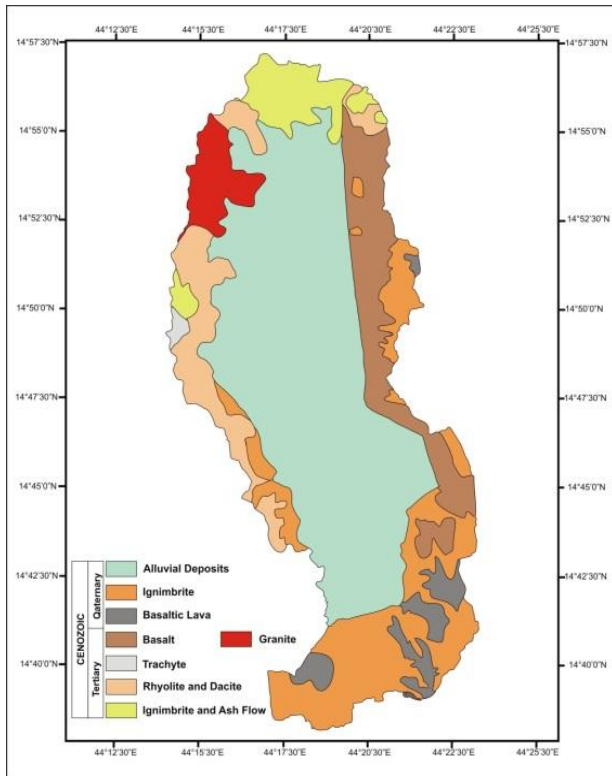 44°12'30"E 44°15'0"E 44°17'30"E 44°20'0"E 44°22'30"E 44°25'30"E
14°57'30"N 14°57'30"N
14°55'0"N 14°55'0"N
14°52'30"N 14°52'30"N
14°50'0"N 14°50'0"N
14°47'30"N 14°47'30"N
14°45'0"N 14°45'0"N
14°42'30"N 14°42'30"N
14°40'0"N 14°40'0"N
CENOZOIC
Qaternary
Tertiary
Alluvial Deposits
Ignimbrite
Basaltic Lava
Basalt Granite
Trachyte
Rhyolite and Dacite
Ignimbrite and Ash Flow
44°12'30"E 44°15'30"E 44°17'30"E 44°20'0"E 44°22'30"E 44°25'30"E